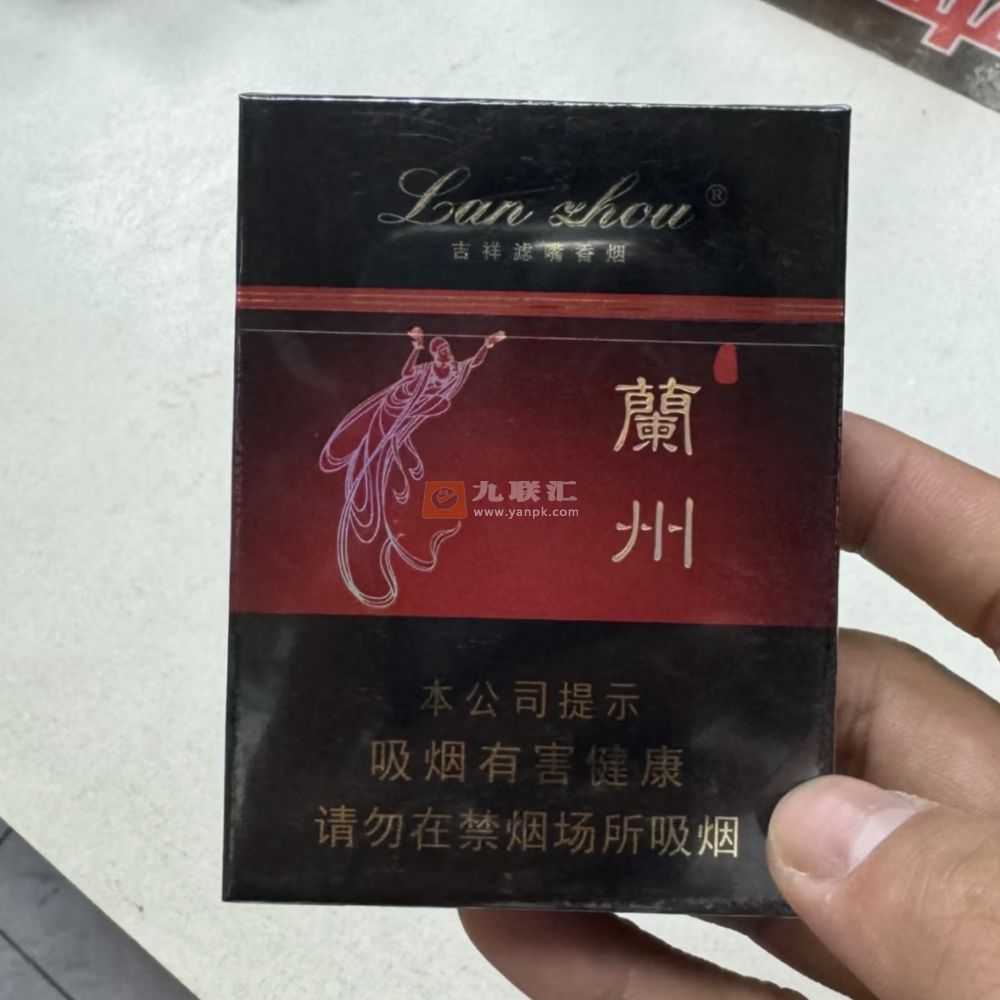 Lan zhou®
吉祥滤嘴香烟
蘭
州
九联汇
www.yanpk.com
本公司提示
吸烟有害健康
请勿在禁烟场所吸烟